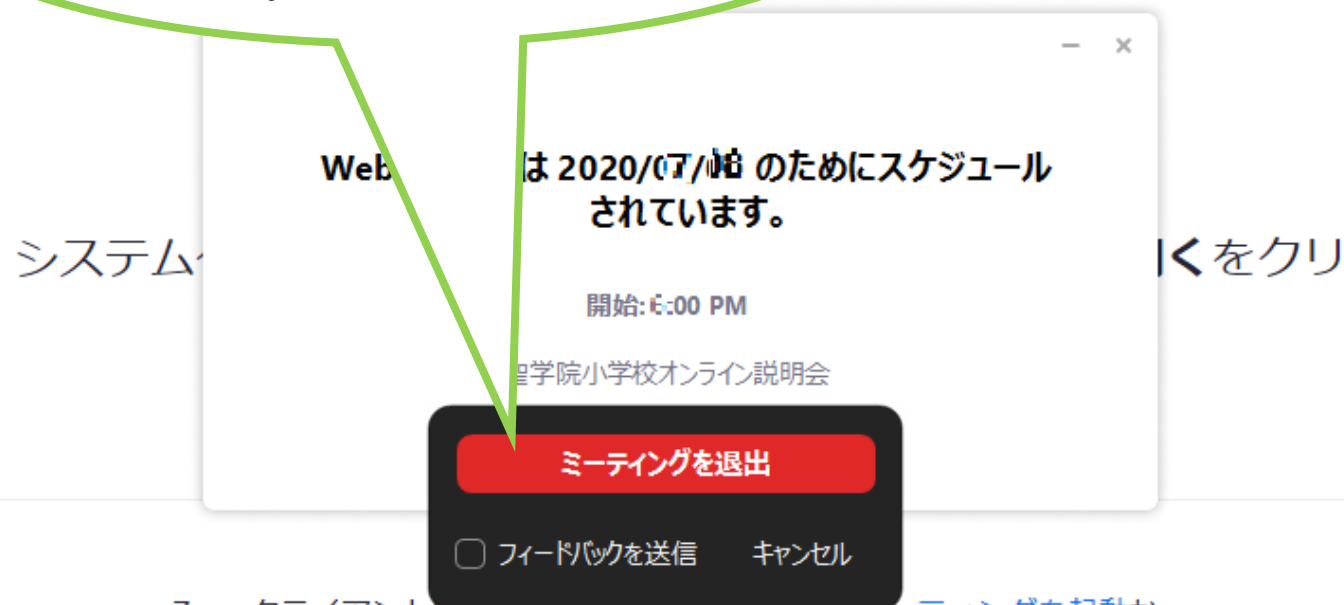 Web は 2020/07/08 のためにスケジュール
されています。
システム くをクリ
開始: :00 PM
聖学院小学校オンライン説明会
ミーティングを退出
フィードバックを送信 キャンセル